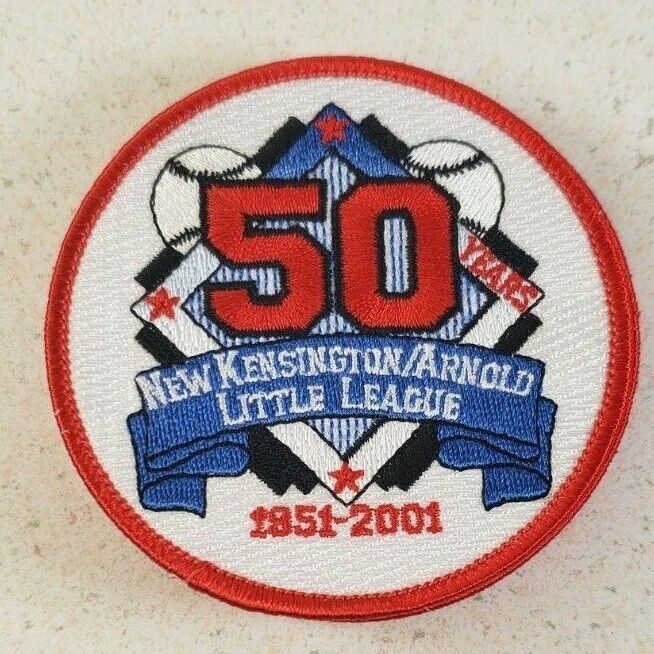 50
YEARS
NEW KENSINGTON/ARNOLD
LITTLE LEAGUE
1951-2001